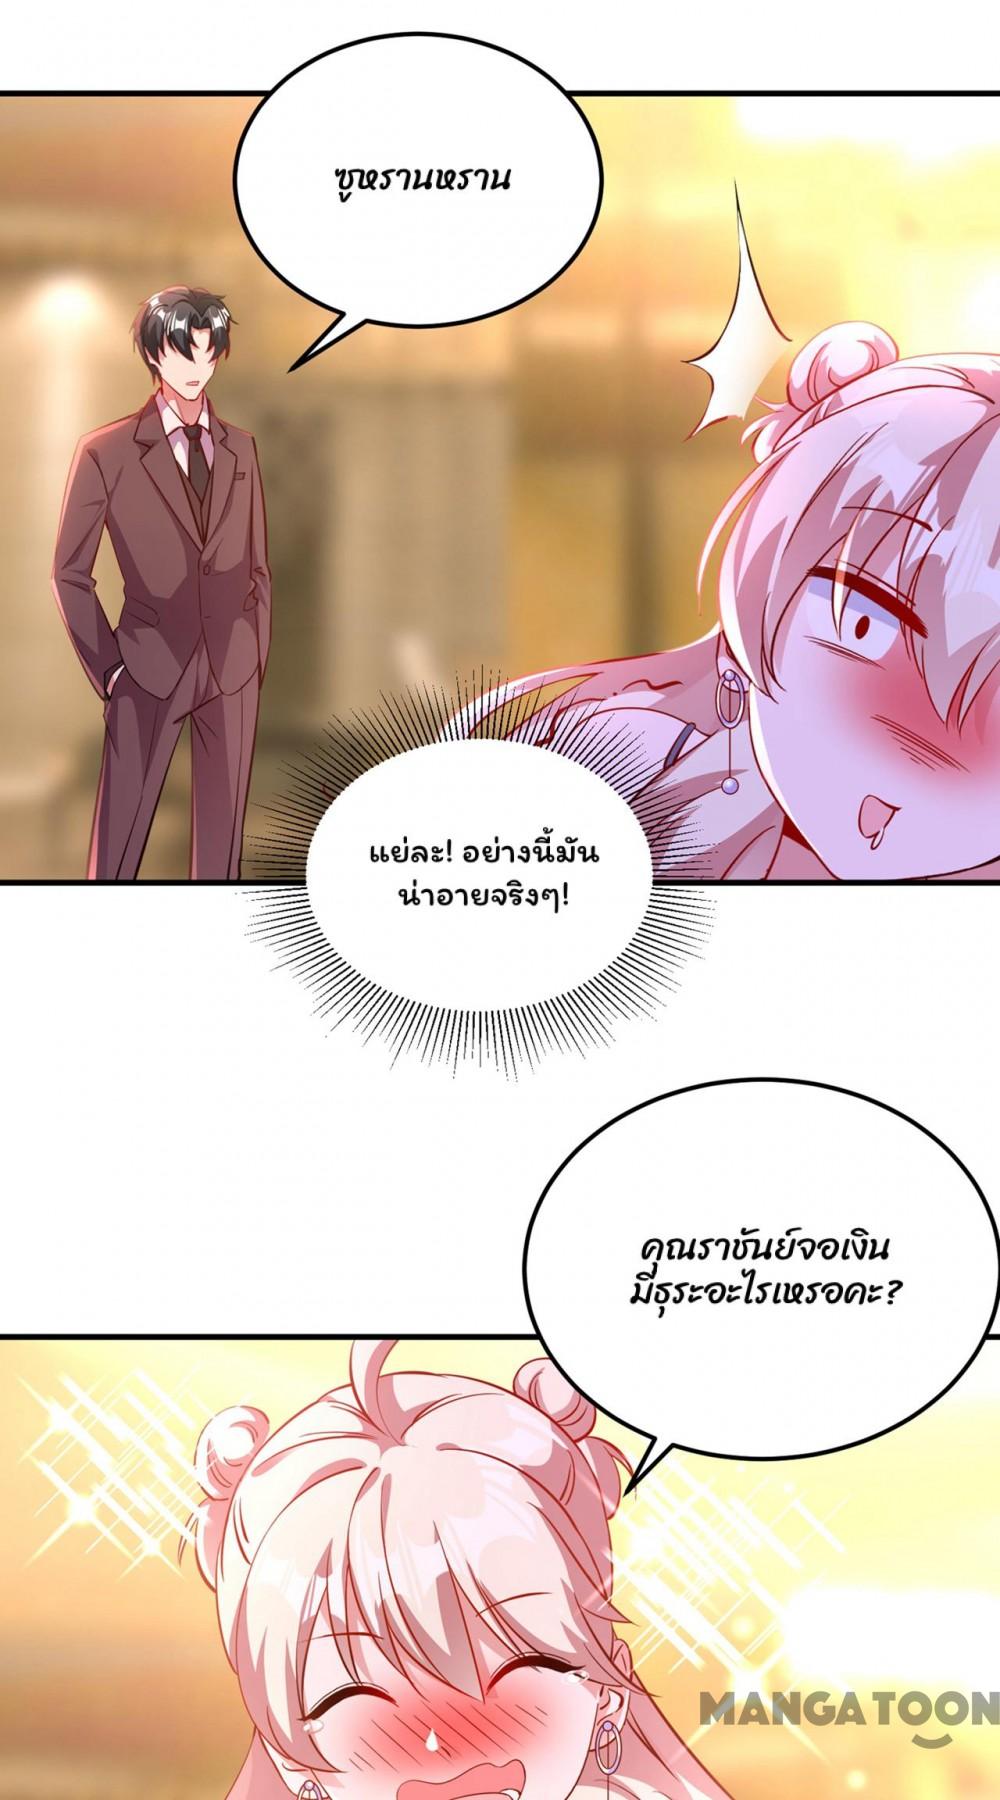 ซูหรานหราน
แย่ละ! อย่างนี้มัน
น่าอายจริงๆ!
คุณราชันย์จอเงิน
มีธุระอะไรเหรอคะ?
MANGATOON